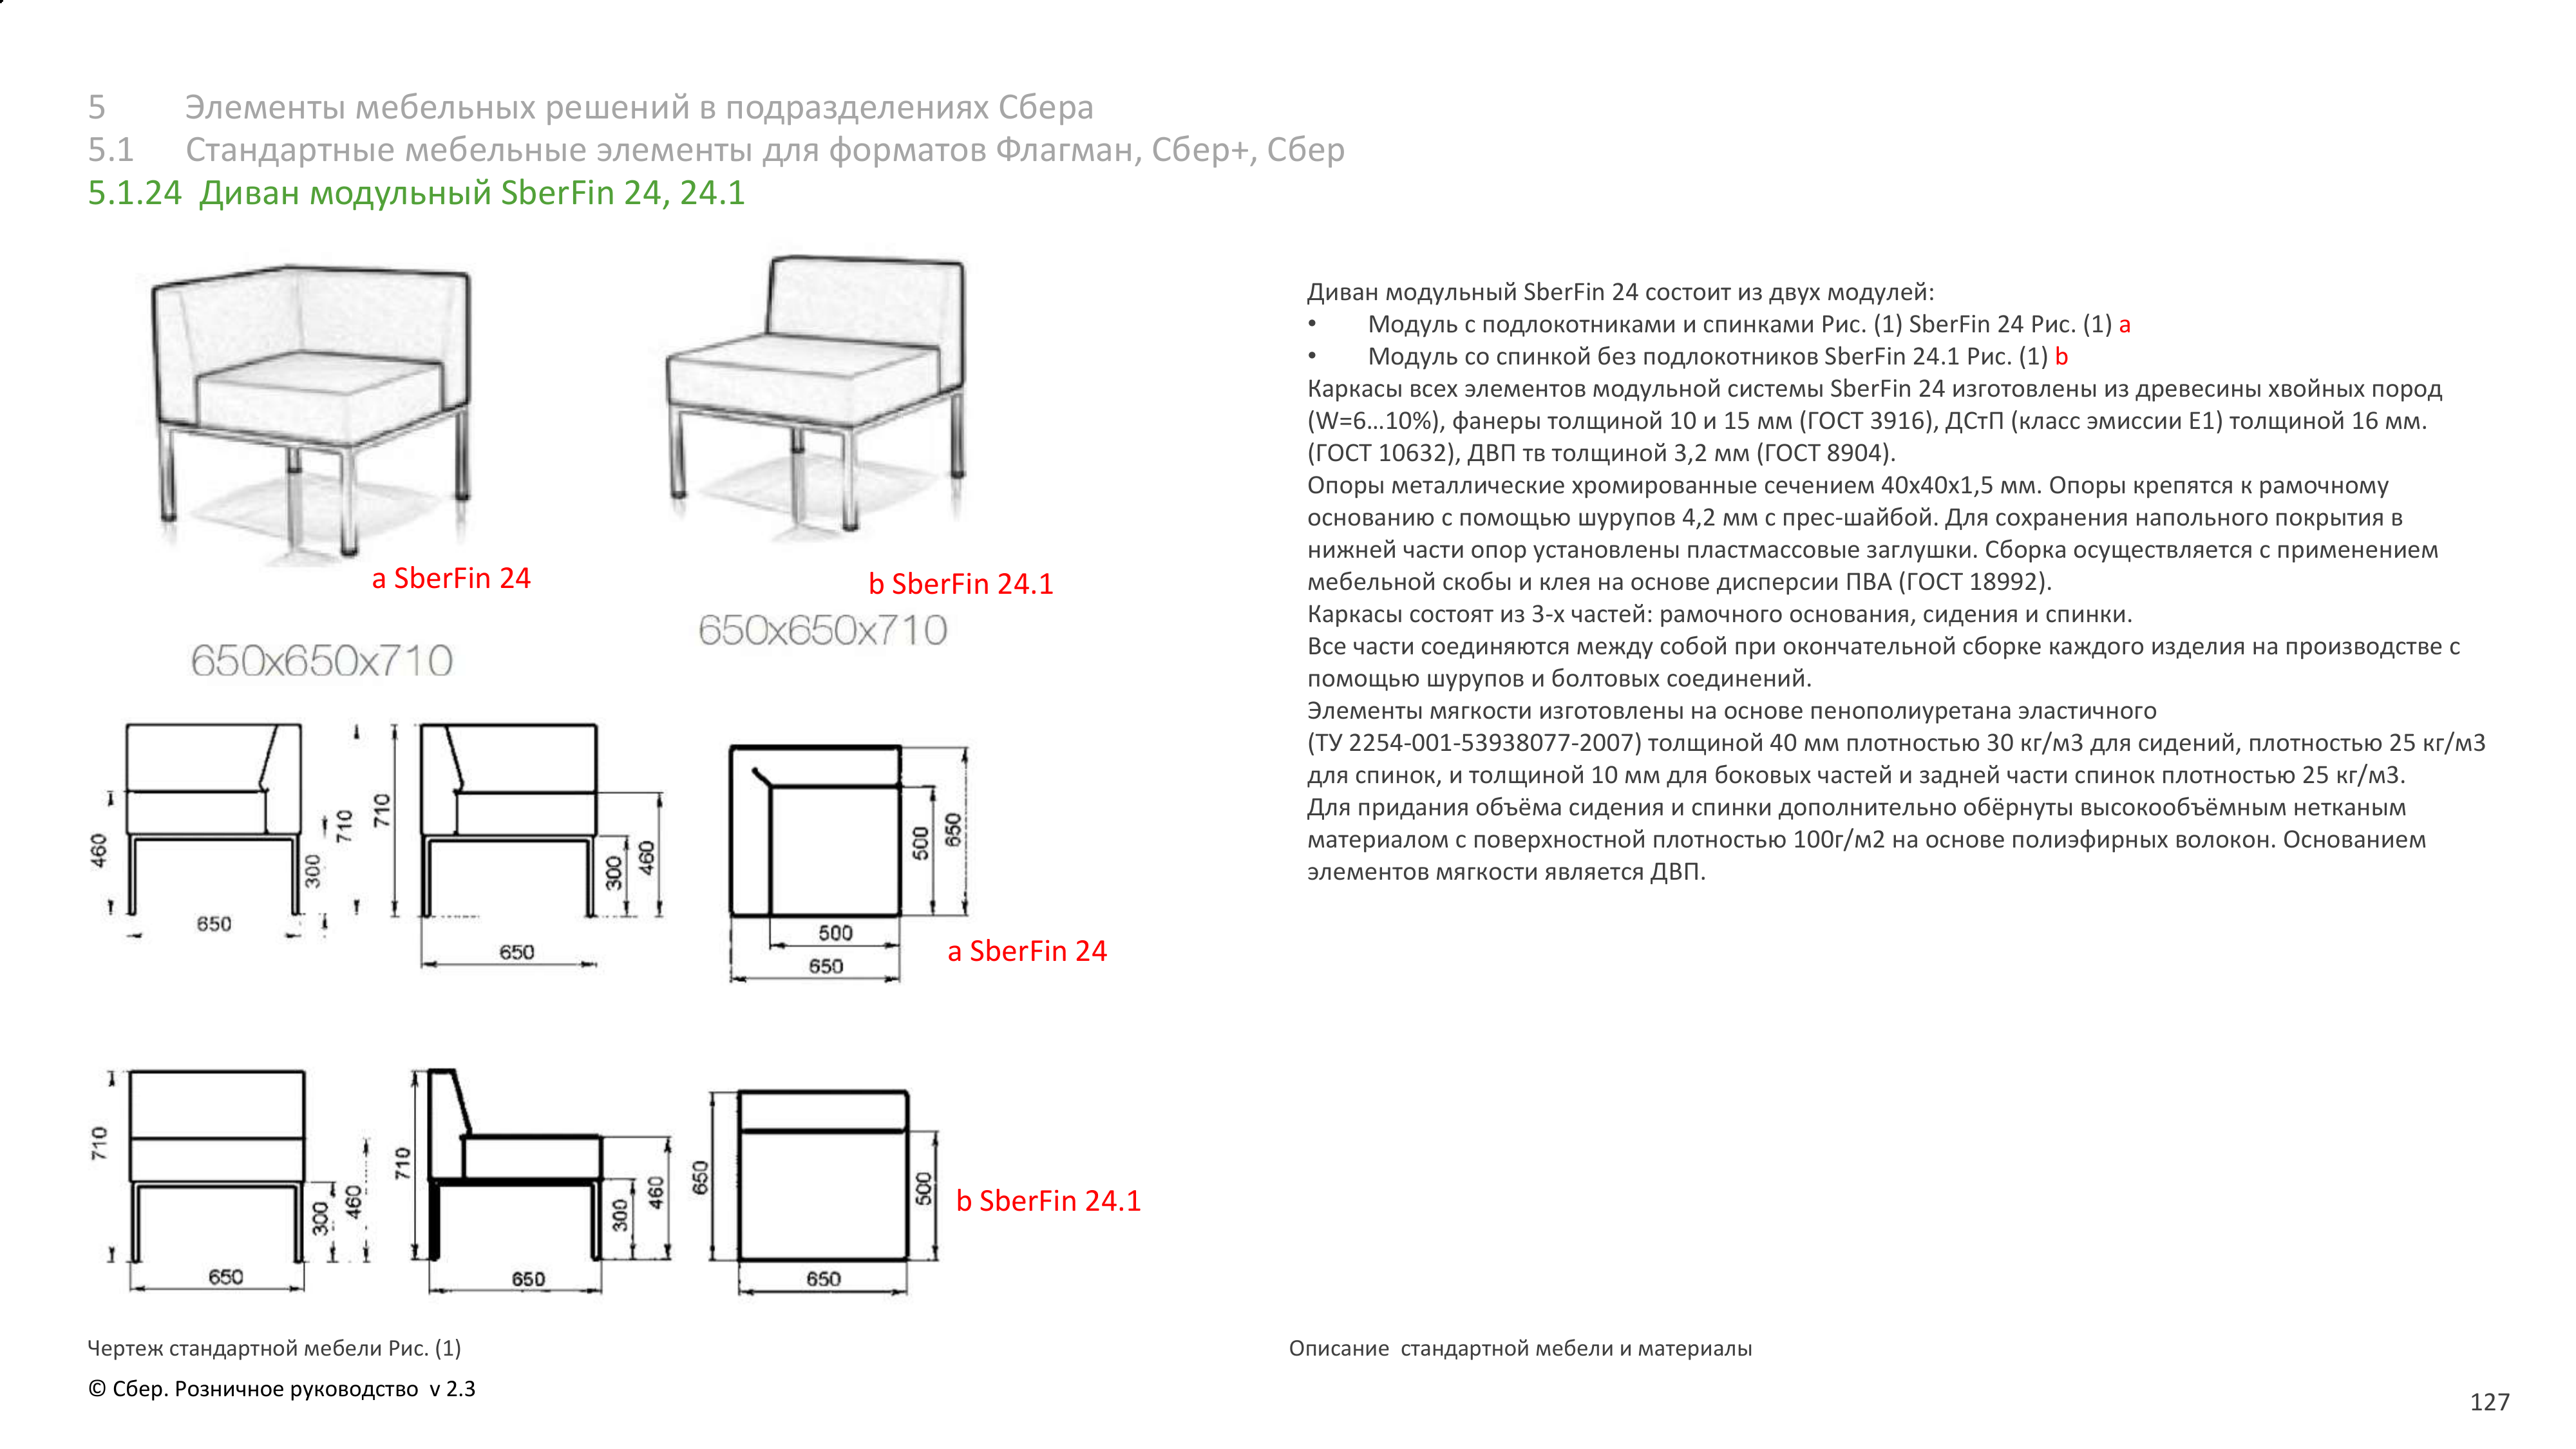 5 Элементы мебельных решений в подразделениях Сбера
5.1 Стандартные мебельные элементы для форматов Флагман, Сбер+, Сбер
5.1.24 Диван модульный SberFin 24, 24.1
a SberFin 24
b SberFin 24.1
650x650x710
650x650x710
460
650
300
710
710
650
300
460
500
650
500
650
a SberFin 24
710
650
300
460
710
650
300
460
650
500
650
b SberFin 24.1
Чертеж стандартной мебели Рис. (1)
Диван модульный SberFin 24 состоит из двух модулей:
• Модуль с подлокотниками и спинками Рис. (1) SberFin 24 Рис. (1) a
• Модуль со спинкой без подлокотников SberFin 24.1 Рис. (1) b
Каркасы всех элементов модульной системы SberFin 24 изготовлены из древесины хвойных пород
(W=6…10%), фанеры толщиной 10 и 15 мм (ГОСТ 3916), ДСтП (класс эмиссии Е1) толщиной 16 мм.
(ГОСТ 10632), ДВП тв толщиной 3,2 мм (ГОСТ 8904).
Опоры металлические хромированные сечением 40х40х1,5 мм. Опоры крепятся к рамочному
основанию с помощью шурупов 4,2 мм с прес-шайбой. Для сохранения напольного покрытия в
нижней части опор установлены пластмассовые заглушки. Сборка осуществляется с применением
мебельной скобы и клея на основе дисперсии ПВА (ГОСТ 18992).
Каркасы состоят из 3-х частей: рамочного основания, сидения и спинки.
Все части соединяются между собой при окончательной сборке каждого изделия на производстве с
помощью шурупов и болтовых соединений.
Элементы мягкости изготовлены на основе пенополиуретана эластичного
(ТУ 2254-001-53938077-2007) толщиной 40 мм плотностью 30 кг/м3 для сидений, плотностью 25 кг/м3
для спинок, и толщиной 10 мм для боковых частей и задней части спинок плотностью 25 кг/м3.
Для придания объёма сидения и спинки дополнительно обёрнуты высокообъёмным нетканым
материалом с поверхностной плотностью 100г/м2 на основе полиэфирных волокон. Основанием
элементов мягкости является ДВП.
Описание стандартной мебели и материалы
© Сбер. Розничное руководство v 2.3
127